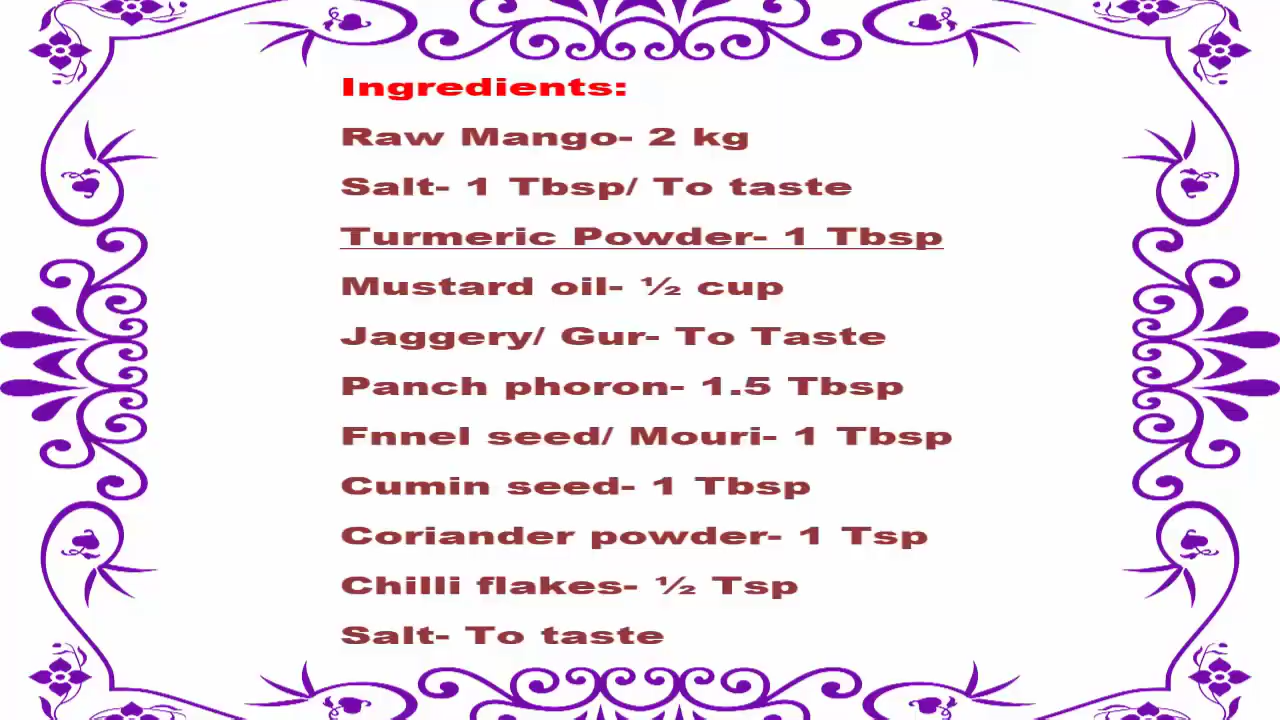 Ingredients:
Raw Mango- 2 kg
Salt- 1 Tbsp/ To taste
Turmeric Powder- 1 Tbsp
Mustard oil- ½ cup
Jaggery/ Gur- To Taste
Panch phoron- 1.5 Tbsp
Fnnel seed/ Mouri- 1 Tbsp
Cumin seed- 1 Tbsp
Coriander powder- 1 Tsp
Chilli flakes- ½ Tsp
Salt- To taste